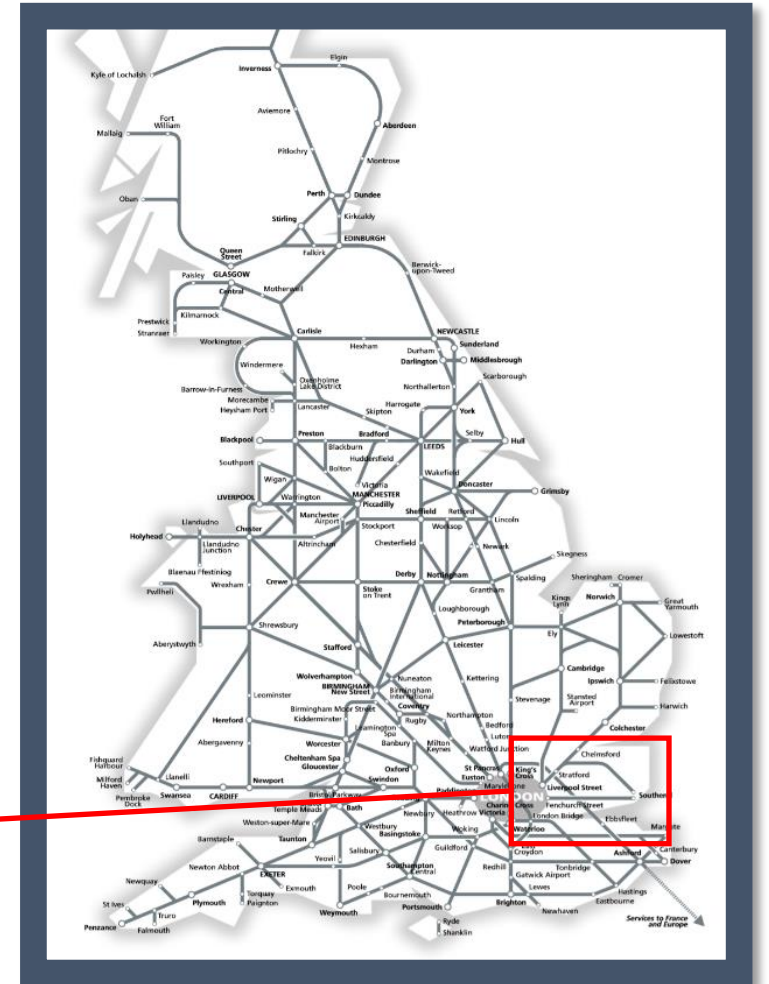 Elgin
Inverness
Kyle of Lochalsh
Aviemore
Fort
William
Mallaig
Aberdeen
Pitlochry
Montrose
Perth
Dundee
Oban
Kirkcaldy
Stirling
EDINBURGH
Queen
Street
Falkirk
Berwick-
upon-Tweed
Paisley
GLASGOW
Central
Motherwell
Kilmarnock
Prestwick
Stranraer
Carlisle
NEWCASTLE
Workington
Hexham
Durham
Sunderland
Darlington
Middlesbrough
Windermere
Scarborough
Oxenholme
Lake District
Northallerton
Barrow-in-Furness
Morecambe
Heysham Port
Lancaster
Harrogate
York
Skipton
Blackpool
Preston
Bradford
Selby
Hull
Blackburn
LEEDS
Huddersfield
Southport
Bolton
Wakefield
Wigan
Victoria
MANCHESTER
Piccadilly
Doncaster
Grimsby
LIVERPOOL
Warrington
Manchester
Airport
Sheffield
Retford
Lincoln
Llandudno
Stockport
Worksop
Holyhead
Chester
Llandudno
Junction
Altrincham
Chesterfield
Newark
Skegness
Blaenau Ffestiniog
Pwllheli
Wrexham
Crewe
Stoke
on Trent
Derby
Nottingham
Grantham
Spalding
Sheringham
Cromer
Kings
Lynn
Norwich
Great
Yarmouth
Loughborough
Peterborough
Shrewsbury
Ely
Lowestoft
Aberystwyth
Stafford
Leicester
Wolverhampton
BIRMINGHAM
New Street
Nuneaton
Kettering
Cambridge
Ipswich
Felixstowe
Birmingham
International
Leominster
Birmingham Moor Street
Coventry
Stevenage
Stansted
Airport
Harwich
Hereford
Kidderminster
Rugby
Northampton
Leamington
Spa
Bedford
Colchester
Abergavenny
Worcester
Banbury
Milton
Keynes
Luton
Watford Junction
Chelmsford
Cheltenham Spa
Gloucester
Oxford
St Pancras
King's
Cross
Stratford
Fishguard
Harbour
Euston
Llanelli
Newport
Swindon
Marylebone
Liverpool Street
Milford
Haven
Paddington
Pembroke
Dock
Swansea
CARDIFF
Bristol Parkway
LONDON
Southend
Temple Meads
Bath
Newbury
Heathrow
Victoria
Charing Cross
Fenchurch Street
London Bridge
Ebbsfleet
Weston-super-Mare
Westbury
Basingstoke
Woking
Waterloo
Margate
Barnstaple
Taunton
Salisbury
Guildford
Croydon
Canterbury
Newton Abbot
Yeovil
Southampton
Central
Redhill
Gatwick Airport
Tonbridge
Ashford
Dover
EXETER
Newquay
Exmouth
Poole
Bournemouth
Lewes
Hastings
Eastbourne
St Ives
Plymouth
Torquay
Paignton
Weymouth
Portsmouth
Brighton
Newhaven
Truro
Penzance
Falmouth
Ryde
Shanklin
Services to France
and Europe